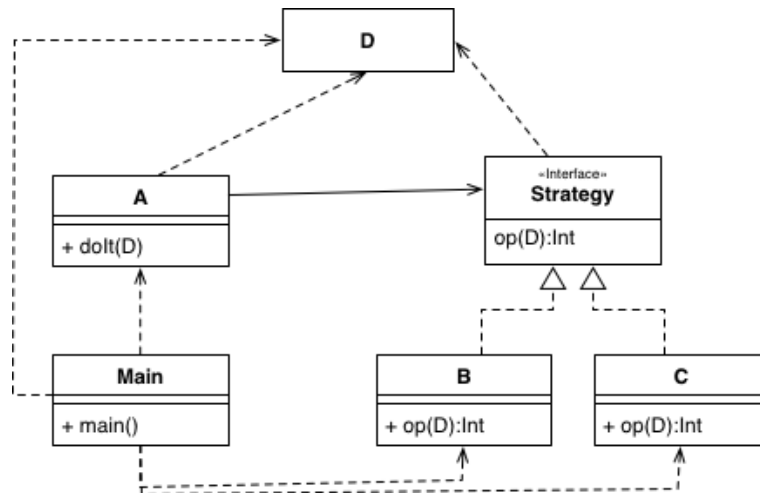 D
«Interface»
Strategy
op(D):Int
A
+ doIt(D)
Main
+ main()
B
+ op(D):Int
C
+ op(D):Int